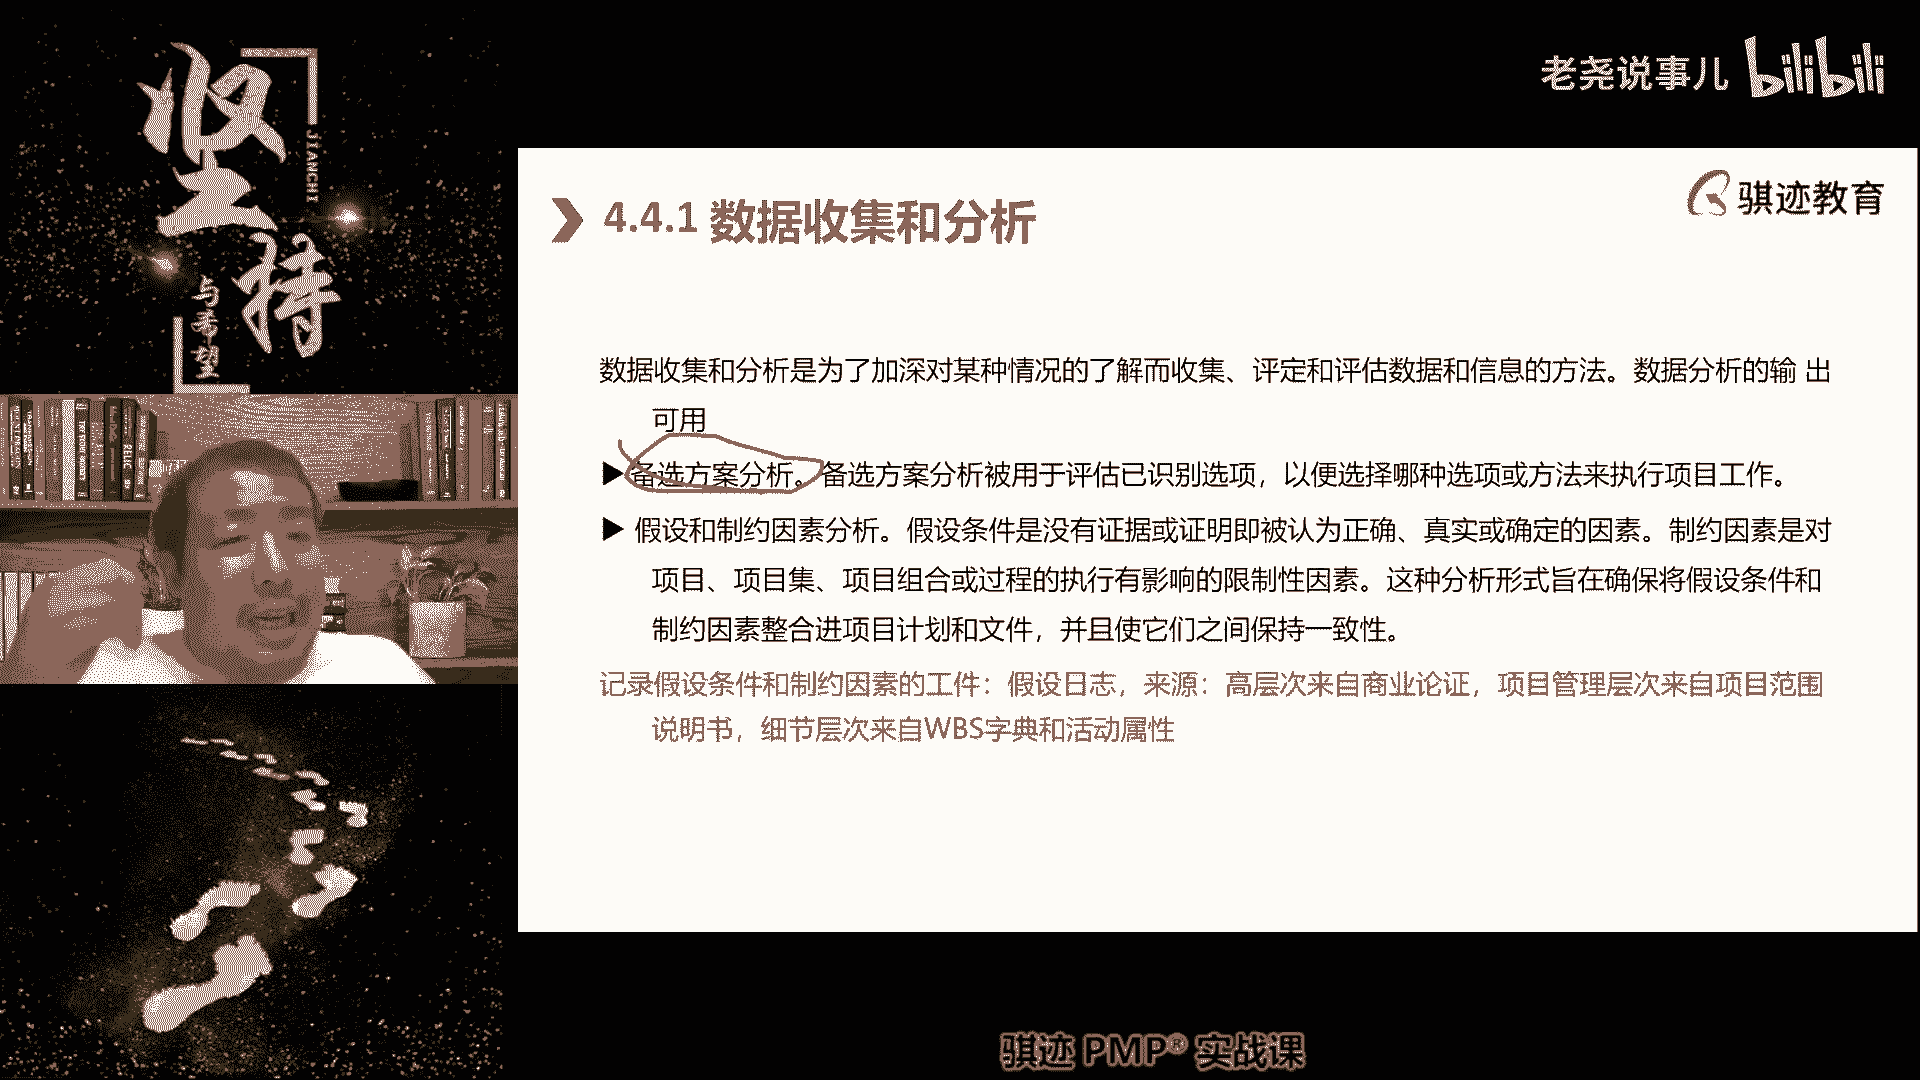 坚持
JIANCHI
与希望
老尧说事儿 bilibili
骐迹教育
4.4.1 数据收集和分析
数据收集和分析是为了加深对某种情况的了解而收集、评定和评估数据和信息的方法。数据分析的输 出
可用
▶ 备选方案分析。备选方案分析被用于评估已识别选项，以便选择哪种选项或方法来执行项目工作。
▶ 假设和制约因素分析。假设条件是没有证据或证明即被认为正确、真实或确定的因素。制约因素是对
项目、项目集、项目组合或过程的执行有影响的限制性因素。这种分析形式旨在确保将假设条件和
制约因素整合进项目计划和文件，并且使它们之间保持一致性。
记录假设条件和制约因素的工件：假设日志，来源：高层次来自商业论证，项目管理层次来自项目范围
说明书，细节层次来自WBS字典和活动属性
骐迹 PMP® 实战课